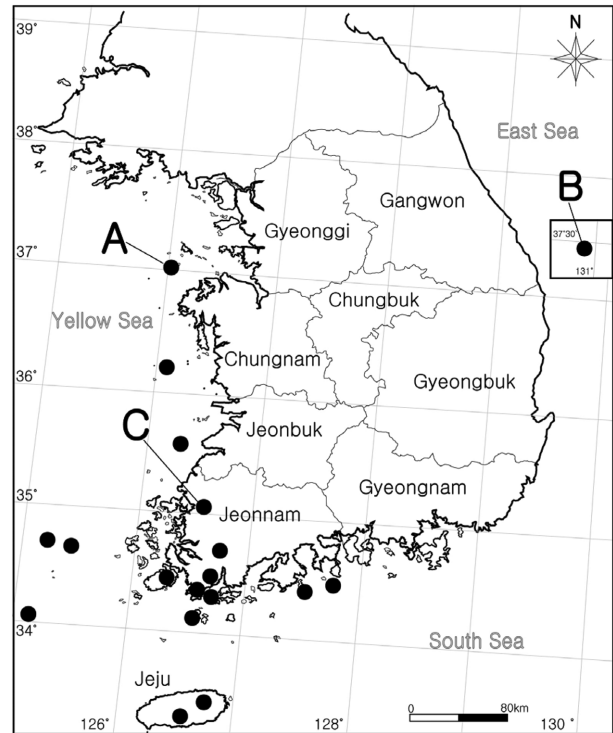 39°
N
38°
East Sea
B
Gangwon
Gyeonggi
37°30'
131°
A
37°
Chungbuk
Yellow Sea
Chungnam
Gyeongbuk
36°
C
Jeonbuk
Gyeongnam
35°
Jeonnam
34°
South Sea
Jeju
0 80km
126° 128° 130°